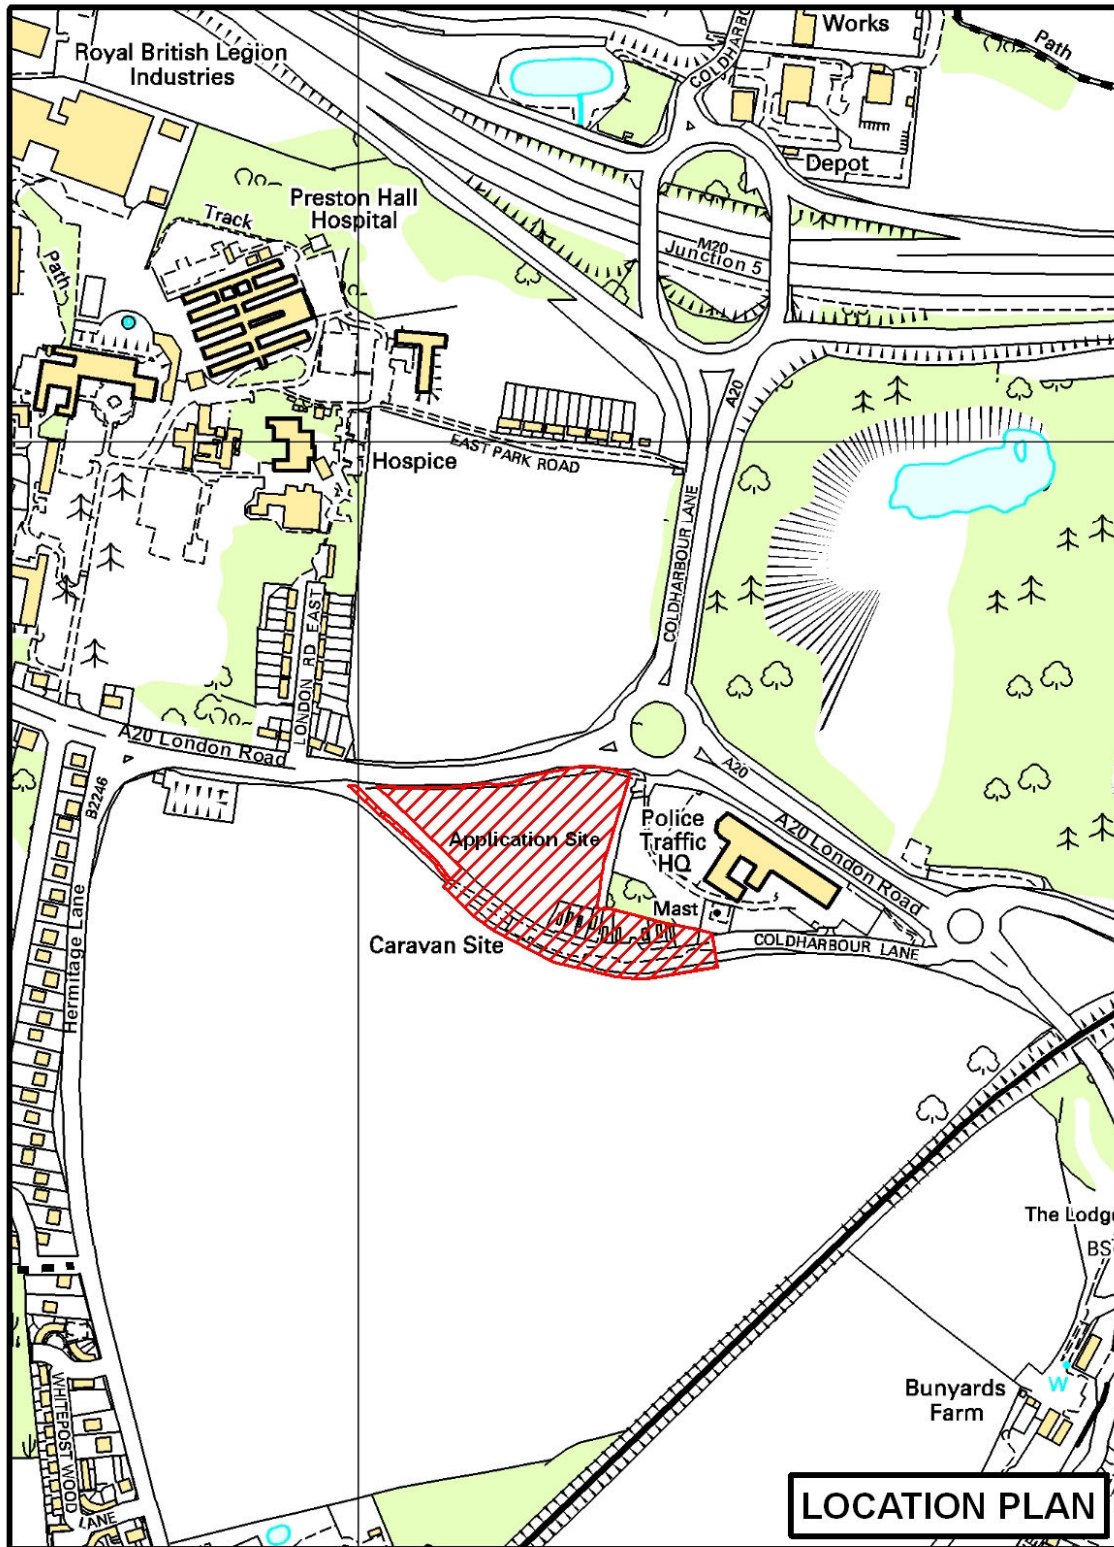 Works
COLDHARBO
Path
Royal British Legion
Industries
Depot
Preston Hall
Hospital
Track
Path
M20
Junction 5
A20
EAST PARK ROAD
Hospice
COLDHARBOUR LANE
LONDON RD EAST
A20 London Road
B2246
A20
A20 London Road
Police
Traffic
HQ
Application Site
Mast
Caravan Site
COLDHARBOUR LANE
Hermitage Lane
The Lodge
BS
W
Bunyards
Farm
WHITEPOST WOOD
LANE
LOCATION PLAN